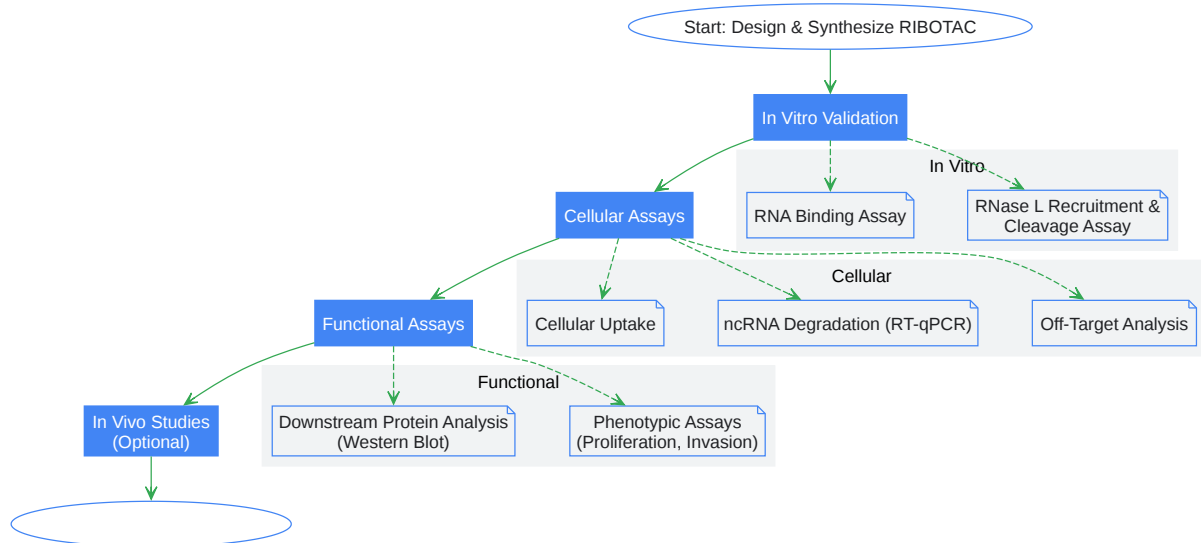 Start: Design & Synthesize RIBOTAC
In Vitro Validation
In Vitro
RNA Binding Assay
RNase L Recruitment &
Cleavage Assay
Cellular Assays
Cellular
Cellular Uptake
ncRNA Degradation (RT-qPCR)
Off-Target Analysis
Functional Assays
Functional
Downstream Protein Analysis
(Western Blot)
Phenotypic Assays
(Proliferation, Invasion)
In Vivo Studies
(Optional)